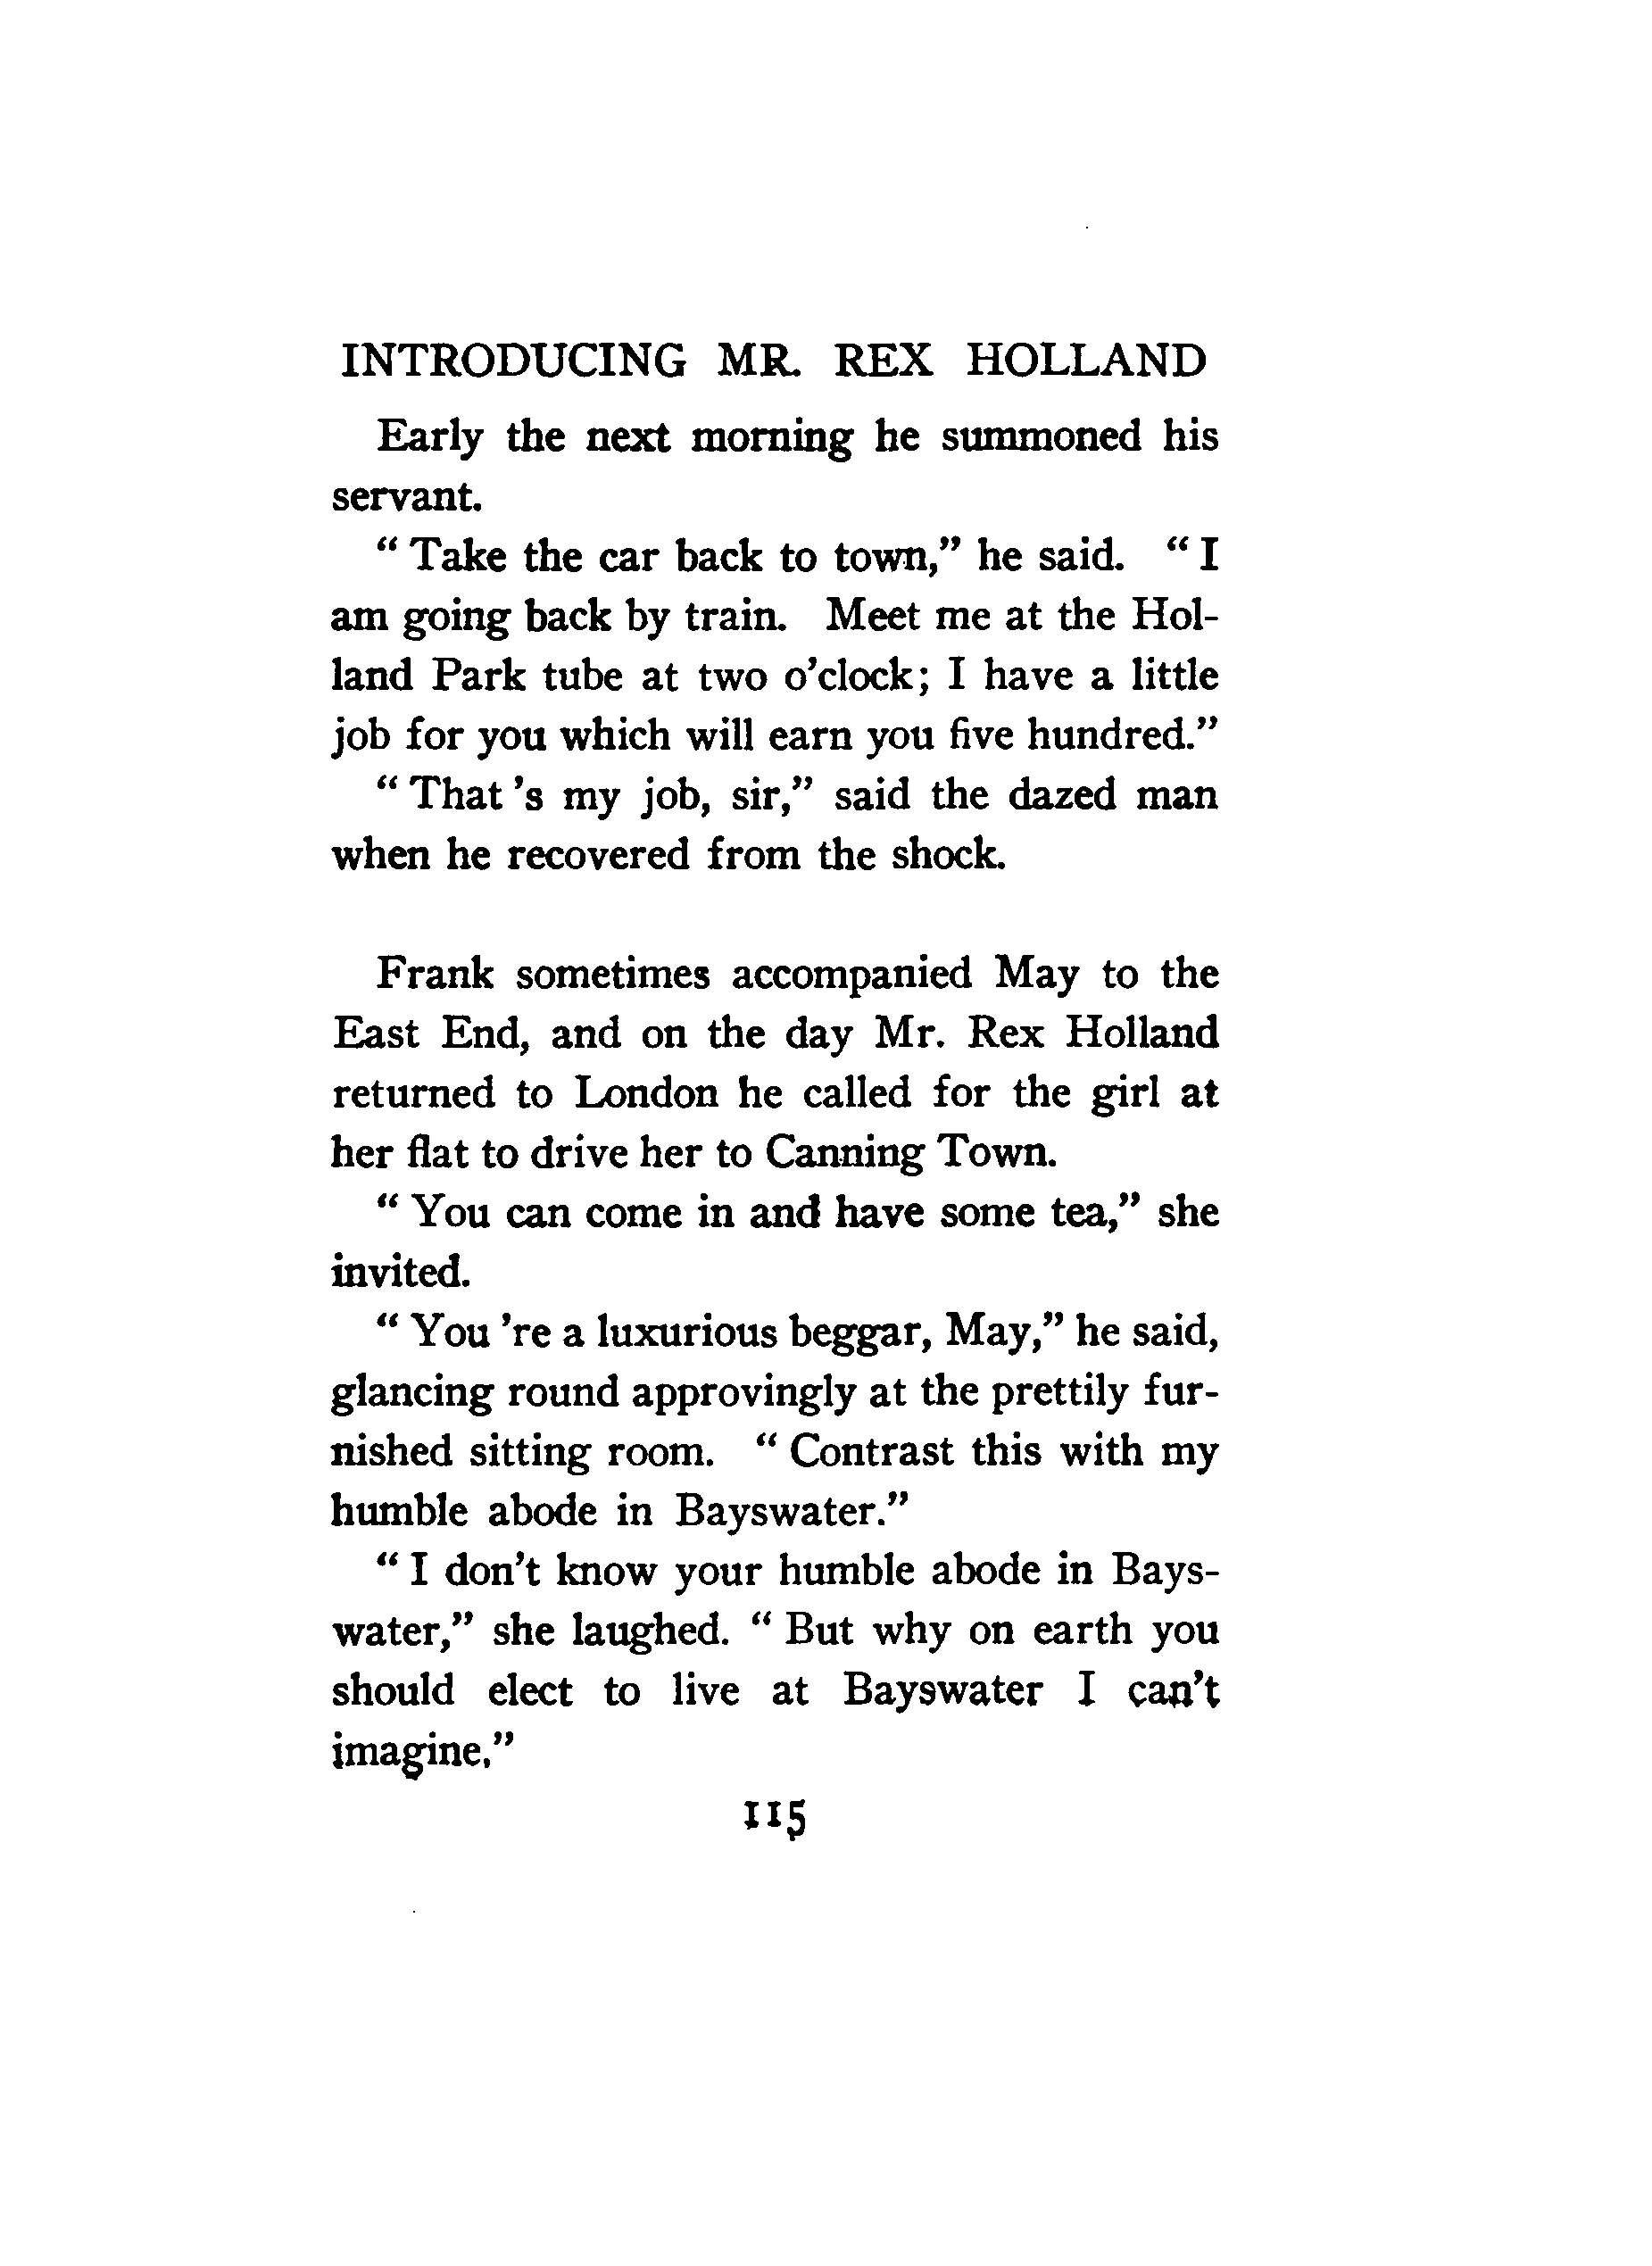 INTRODUCING MR. REX HOLLAND
Early the next morning he summoned his
servant.
“ Take the car back to town,” he said. “ I
am going back by train. Meet me at the Hol-
land Park tube at two o’clock; I have a little
job for you which will earn you five hundred.”
“ That ’s my job, sir,” said the dazed man
when he recovered from the shock.
Frank sometimes accompanied May to the
East End, and on the day Mr. Rex Holland
returned to London he called for the girl at
her flat to drive her to Canning Town.
“ You can come in and have some tea,” she
invited.
“ You ’re a luxurious beggar, May,” he said,
glancing round approvingly at the prettily fur-
nished sitting room. “ Contrast this with my
humble abode in Bayswater.”
“ I don’t know your humble abode in Bays-
water,” she laughed. “ But why on earth you
should elect to live at Bayswater I can’t
imagine.”
115